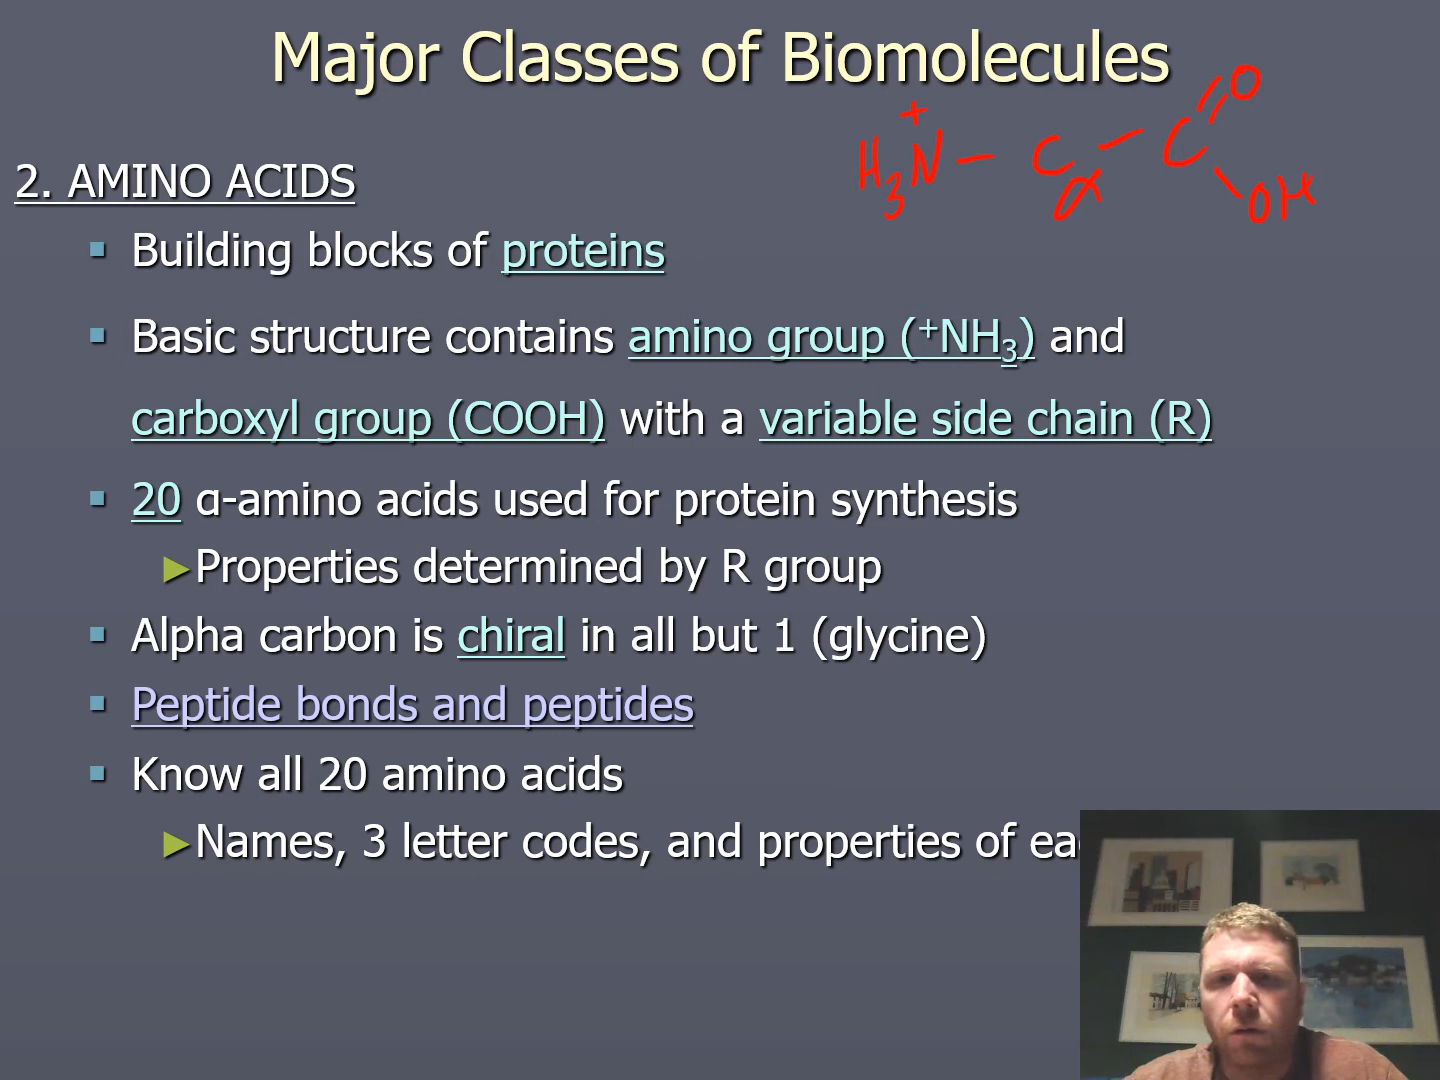 Major Classes of Biomolecules
H₃N⁺ – Cα – C =O –OH
2. AMINO ACIDS
Building blocks of proteins
Basic structure contains amino group (⁺NH₃) and
carboxyl group (COOH) with a variable side chain (R)
20 α-amino acids used for protein synthesis
Properties determined by R group
Alpha carbon is chiral in all but 1 (glycine)
Peptide bonds and peptides
Know all 20 amino acids
Names, 3 letter codes, and properties of